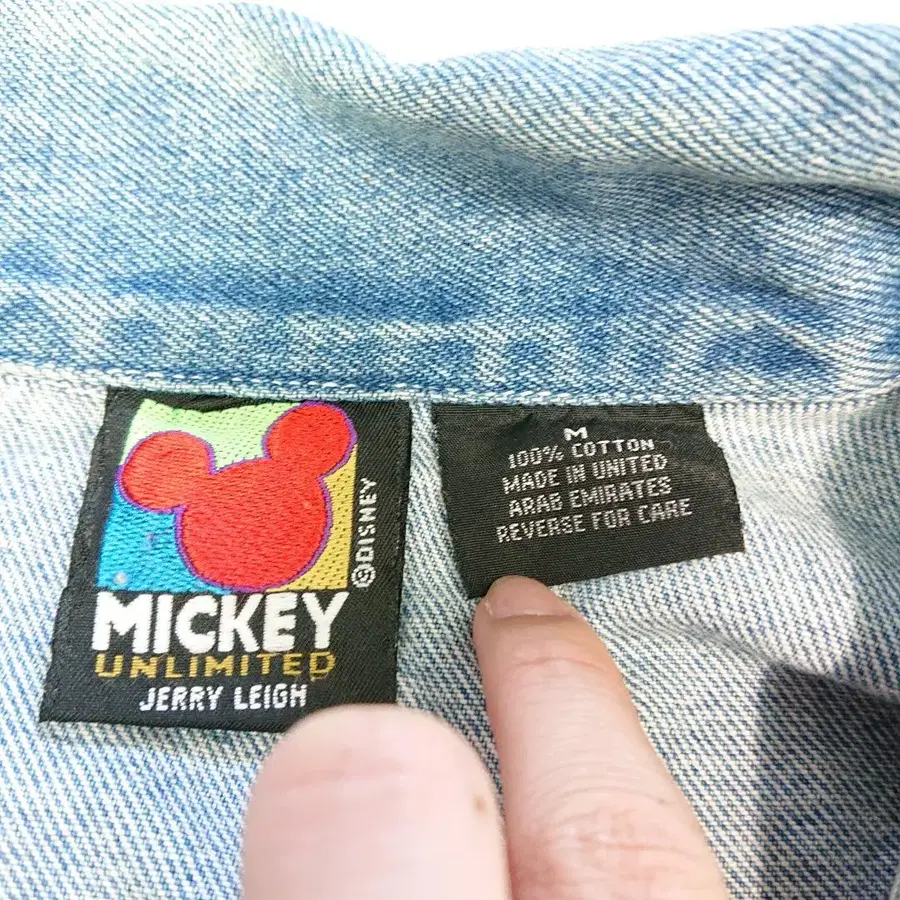 ©DISNEY
MICKEY
UNLIMITED
JERRY LEIGH
M
100% COTTON
MADE IN UNITED
ARAB EMIRATES
REVERSE FOR CARE